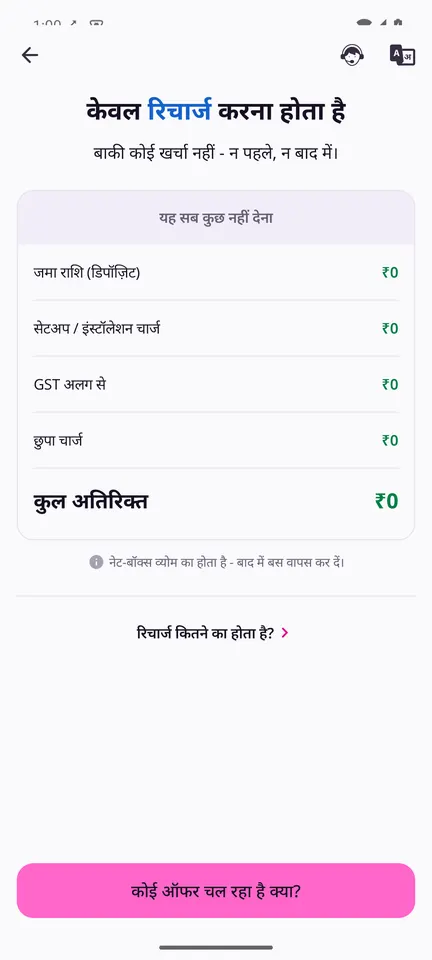 केवल रिचार्ज करना होता है
बाकी कोई खर्चा नहीं - न पहले, न बाद में।
यह सब कुछ नहीं देना
जमा राशि (डिपॉज़िट) ₹0
सेटअप / इंस्टॉलेशन चार्ज ₹0
GST अलग से ₹0
छुपा चार्ज ₹0
कुल अतिरिक्त ₹0
नेट-बॉक्स व्योम का होता है - बाद में बस वापस कर दें।
रिचार्ज कितने का होता है?
कोई ऑफर चल रहा है क्या?